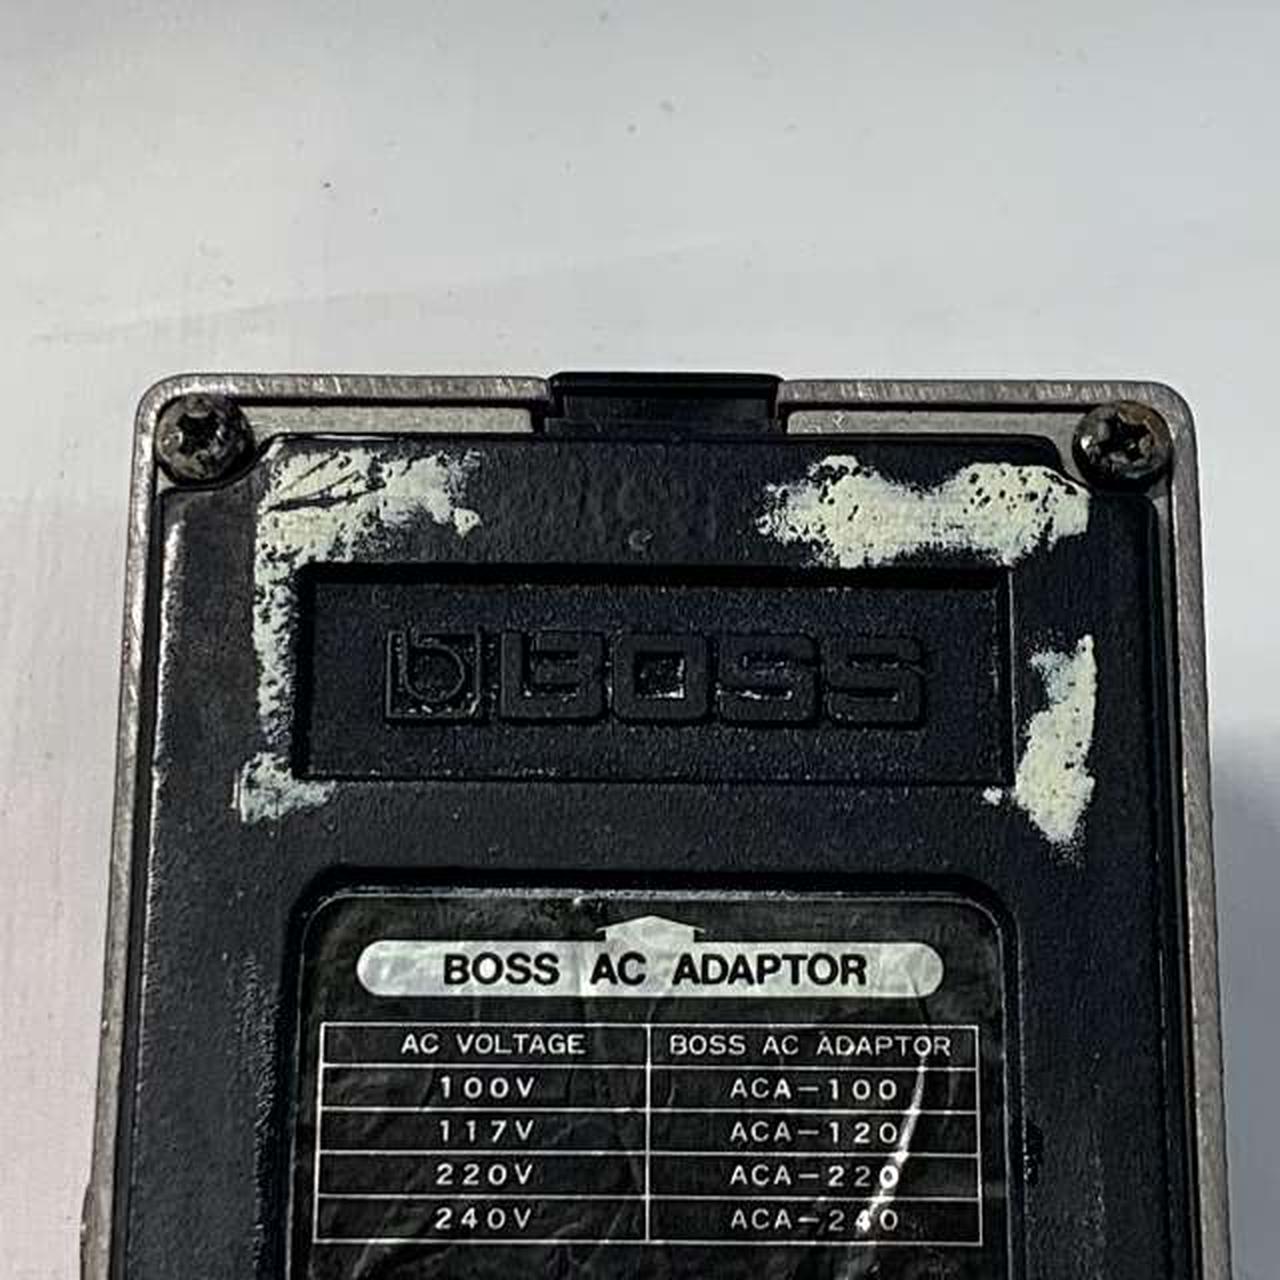 BOSS
BOSS AC ADAPTOR
AC VOLTAGE BOSS AC ADAPTOR
100V ACA-100
117V ACA-120
220V ACA-220
240V ACA-240